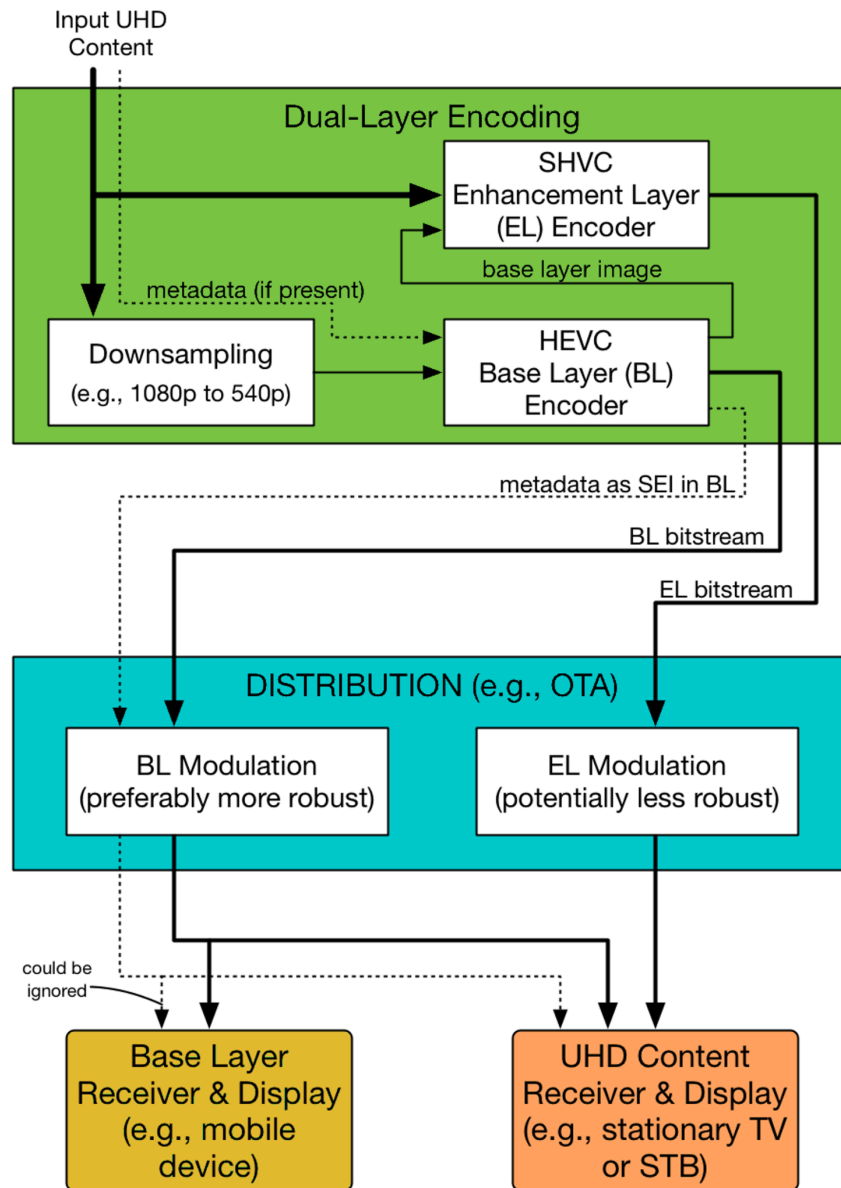 Input UHD
Content
Dual-Layer Encoding
SHVC
Enhancement Layer
(EL) Encoder
base layer image
metadata (if present)
Downsampling
(e.g., 1080p to 540p)
HEVC
Base Layer (BL)
Encoder
metadata as SEI in BL
BL bitstream
EL bitstream
DISTRIBUTION (e.g., OTA)
BL Modulation
(preferably more robust)
EL Modulation
(potentially less robust)
could be
ignored
Base Layer
Receiver & Display
(e.g., mobile
device)
UHD Content
Receiver & Display
(e.g., stationary TV
or STB)